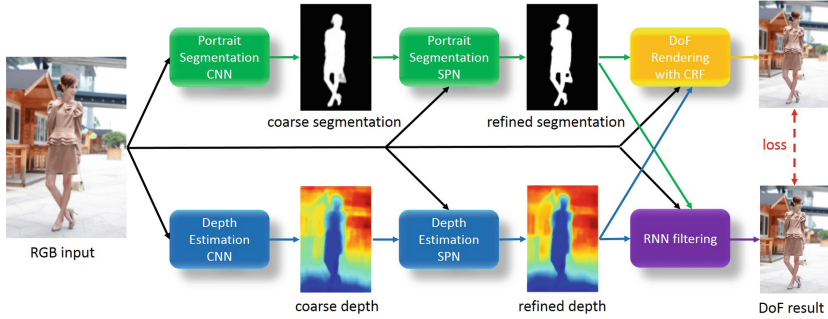 Portrait
Segmentation
CNN
Portrait
Segmentation
SPN
DoF
Rendering
with CRF
coarse segmentation
refined segmentation
loss
RGB input
Depth
Estimation
CNN
Depth
Estimation
SPN
RNN filtering
coarse depth
refined depth
DoF result